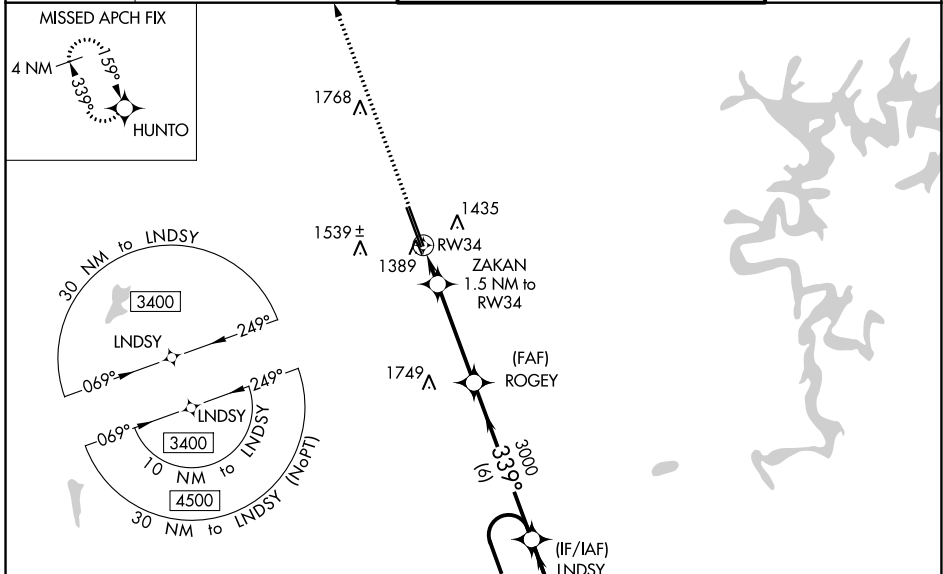 MISSED APCH FIX
4 NM
159°
339°
HUNTO
1768
1435
1539 ±
RW34
1389
ZAKAN
1.5 NM to
RW34
30 NM to LNDSY
3400
LNDSY
249°
069°
1749
(FAF)
ROGEY
249°
LNDSY
069°
3400
10 NM to LNDSY
4500
30 NM to LNDSY (NoPT)
3000
339°
(6)
(IF/IAF)
LNDSY